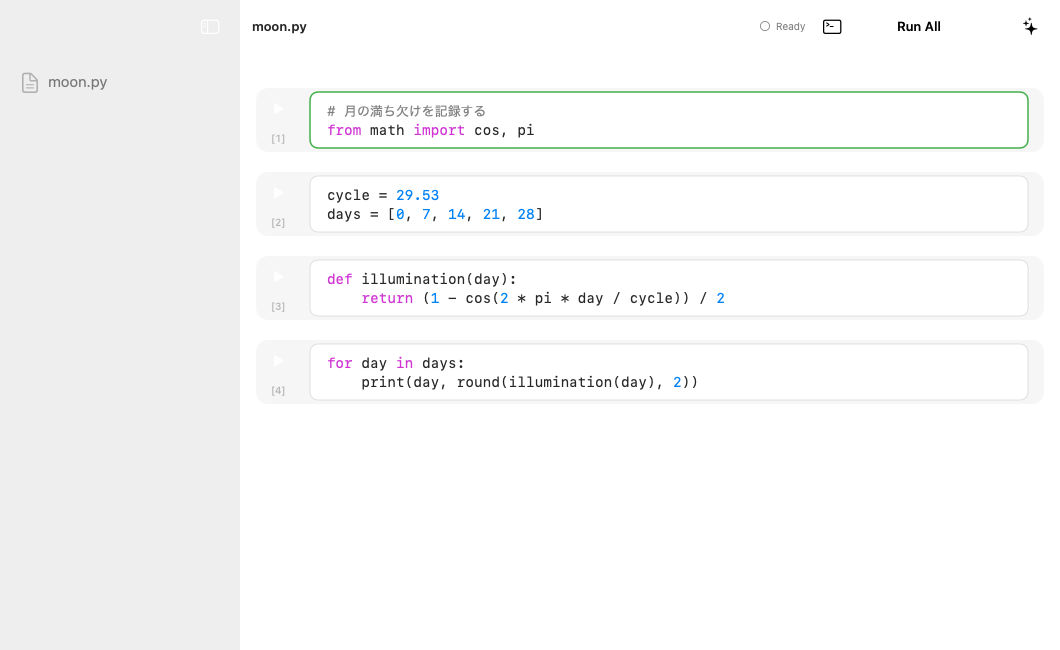 moon.py
Ready
Run All
moon.py
# 月の満ち欠けを記録する
from math import cos, pi
[1]
cycle = 29.53
days = [0, 7, 14, 21, 28]
[2]
def illumination(day):
    return (1 - cos(2 * pi * day / cycle)) / 2
[3]
for day in days:
    print(day, round(illumination(day), 2))
[4]